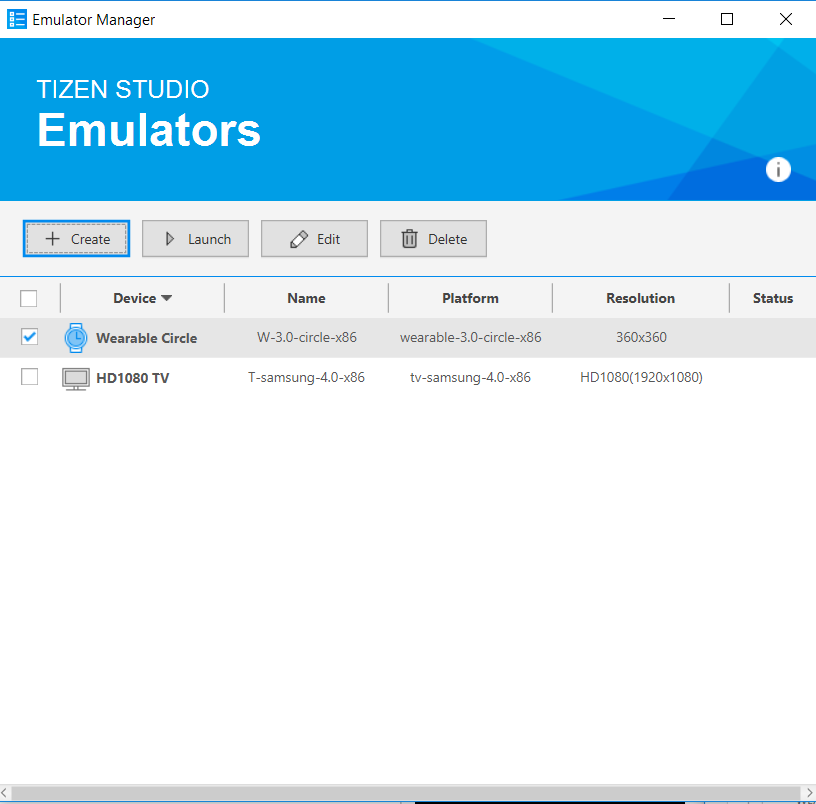 Emulator Manager
TIZEN STUDIO
Emulators
Create Launch Edit Delete
Device Name Platform Resolution Status
Wearable Circle W-3.0-circle-x86 wearable-3.0-circle-x86 360x360
HD1080 TV T-samsung-4.0-x86 tv-samsung-4.0-x86 HD1080(1920x1080)